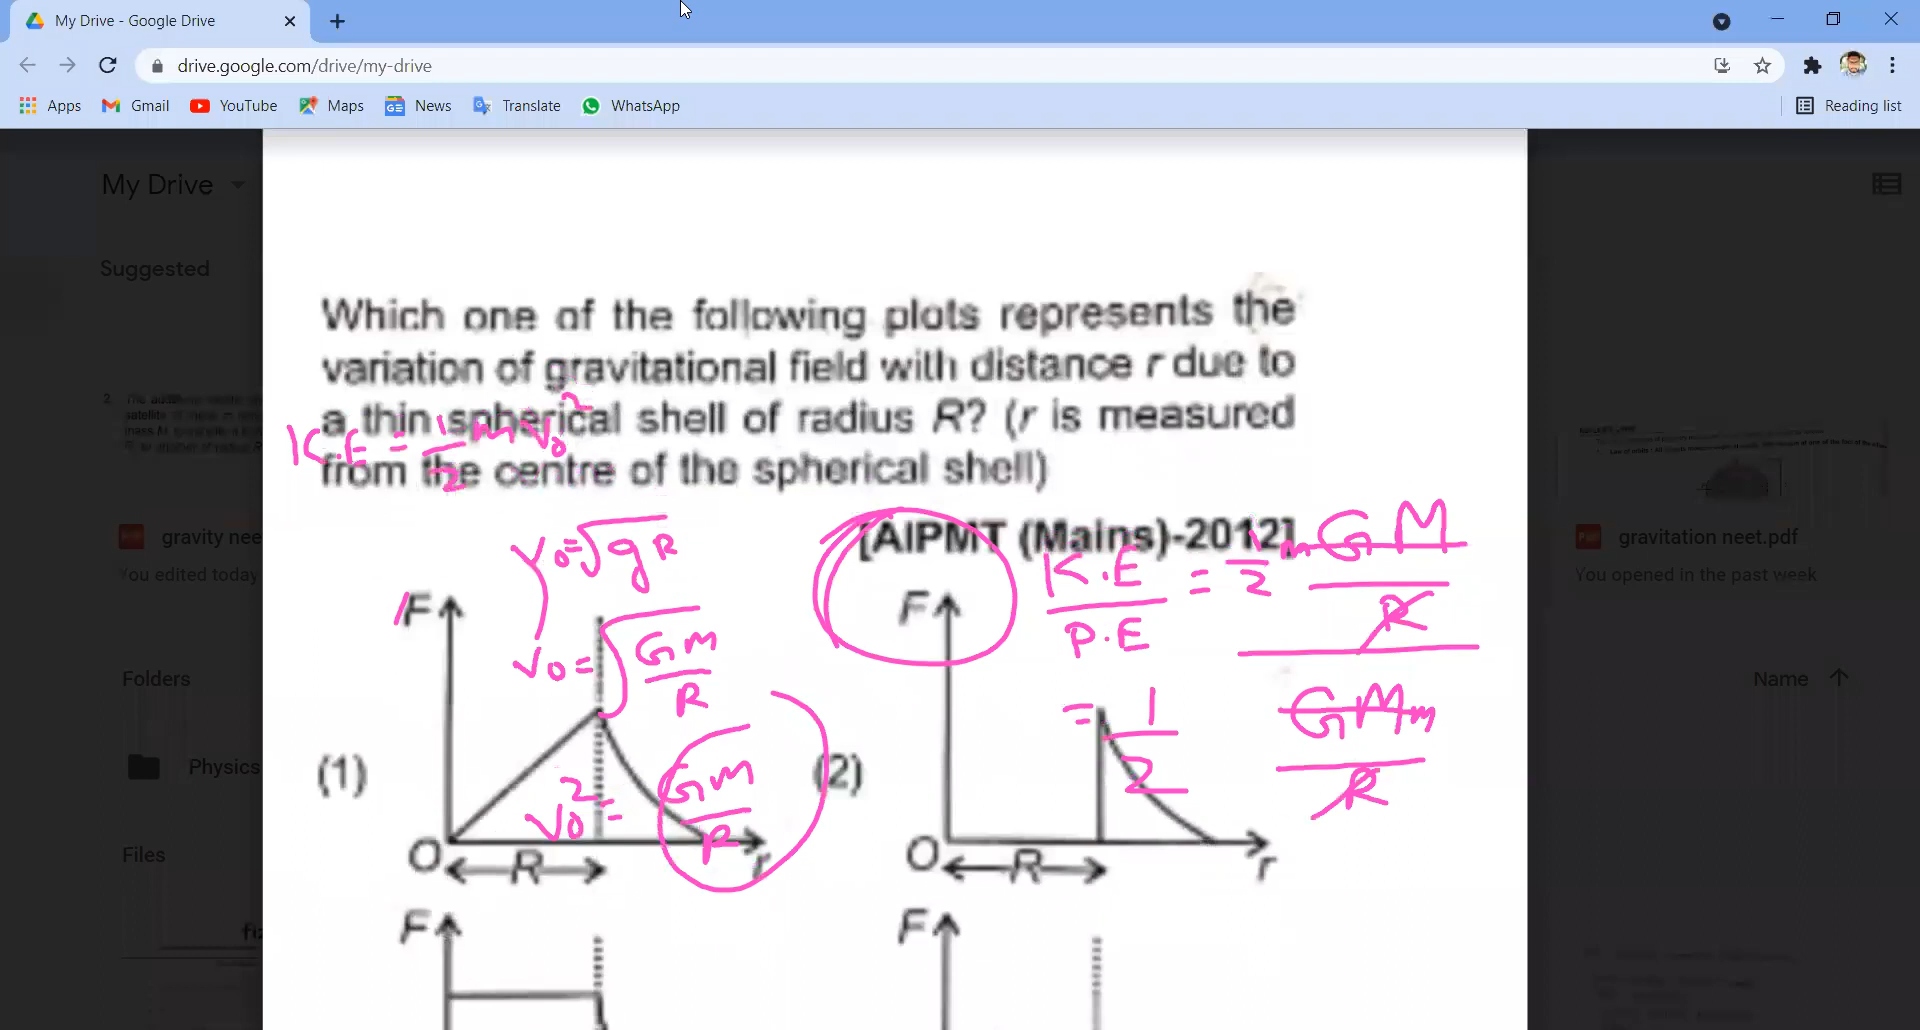 My Drive - Google Drive
drive.google.com/drive/my-drive
Apps Gmail YouTube Maps News Translate WhatsApp Reading list
My Drive
Suggested
Which one of the following plots represents the
variation of gravitational field with distance r due to
a thin spherical shell of radius R? (r is measured
from the centre of the spherical shell)
K.E = 1/2 m v₀²
[AIPMT (Mains)-2012]
v₀ = √gR
v₀ = √GM/R
v₀² = GM/R
K.E/P.E = 1/2 m GM/R
GMm/R
= 1/2
gravity nee
You edited today
gravitation neet.pdf
You opened in the past week
Folders
Name
Physics
Files
(1)
F
O
R
r
(2)
F
O
R
r
F
F